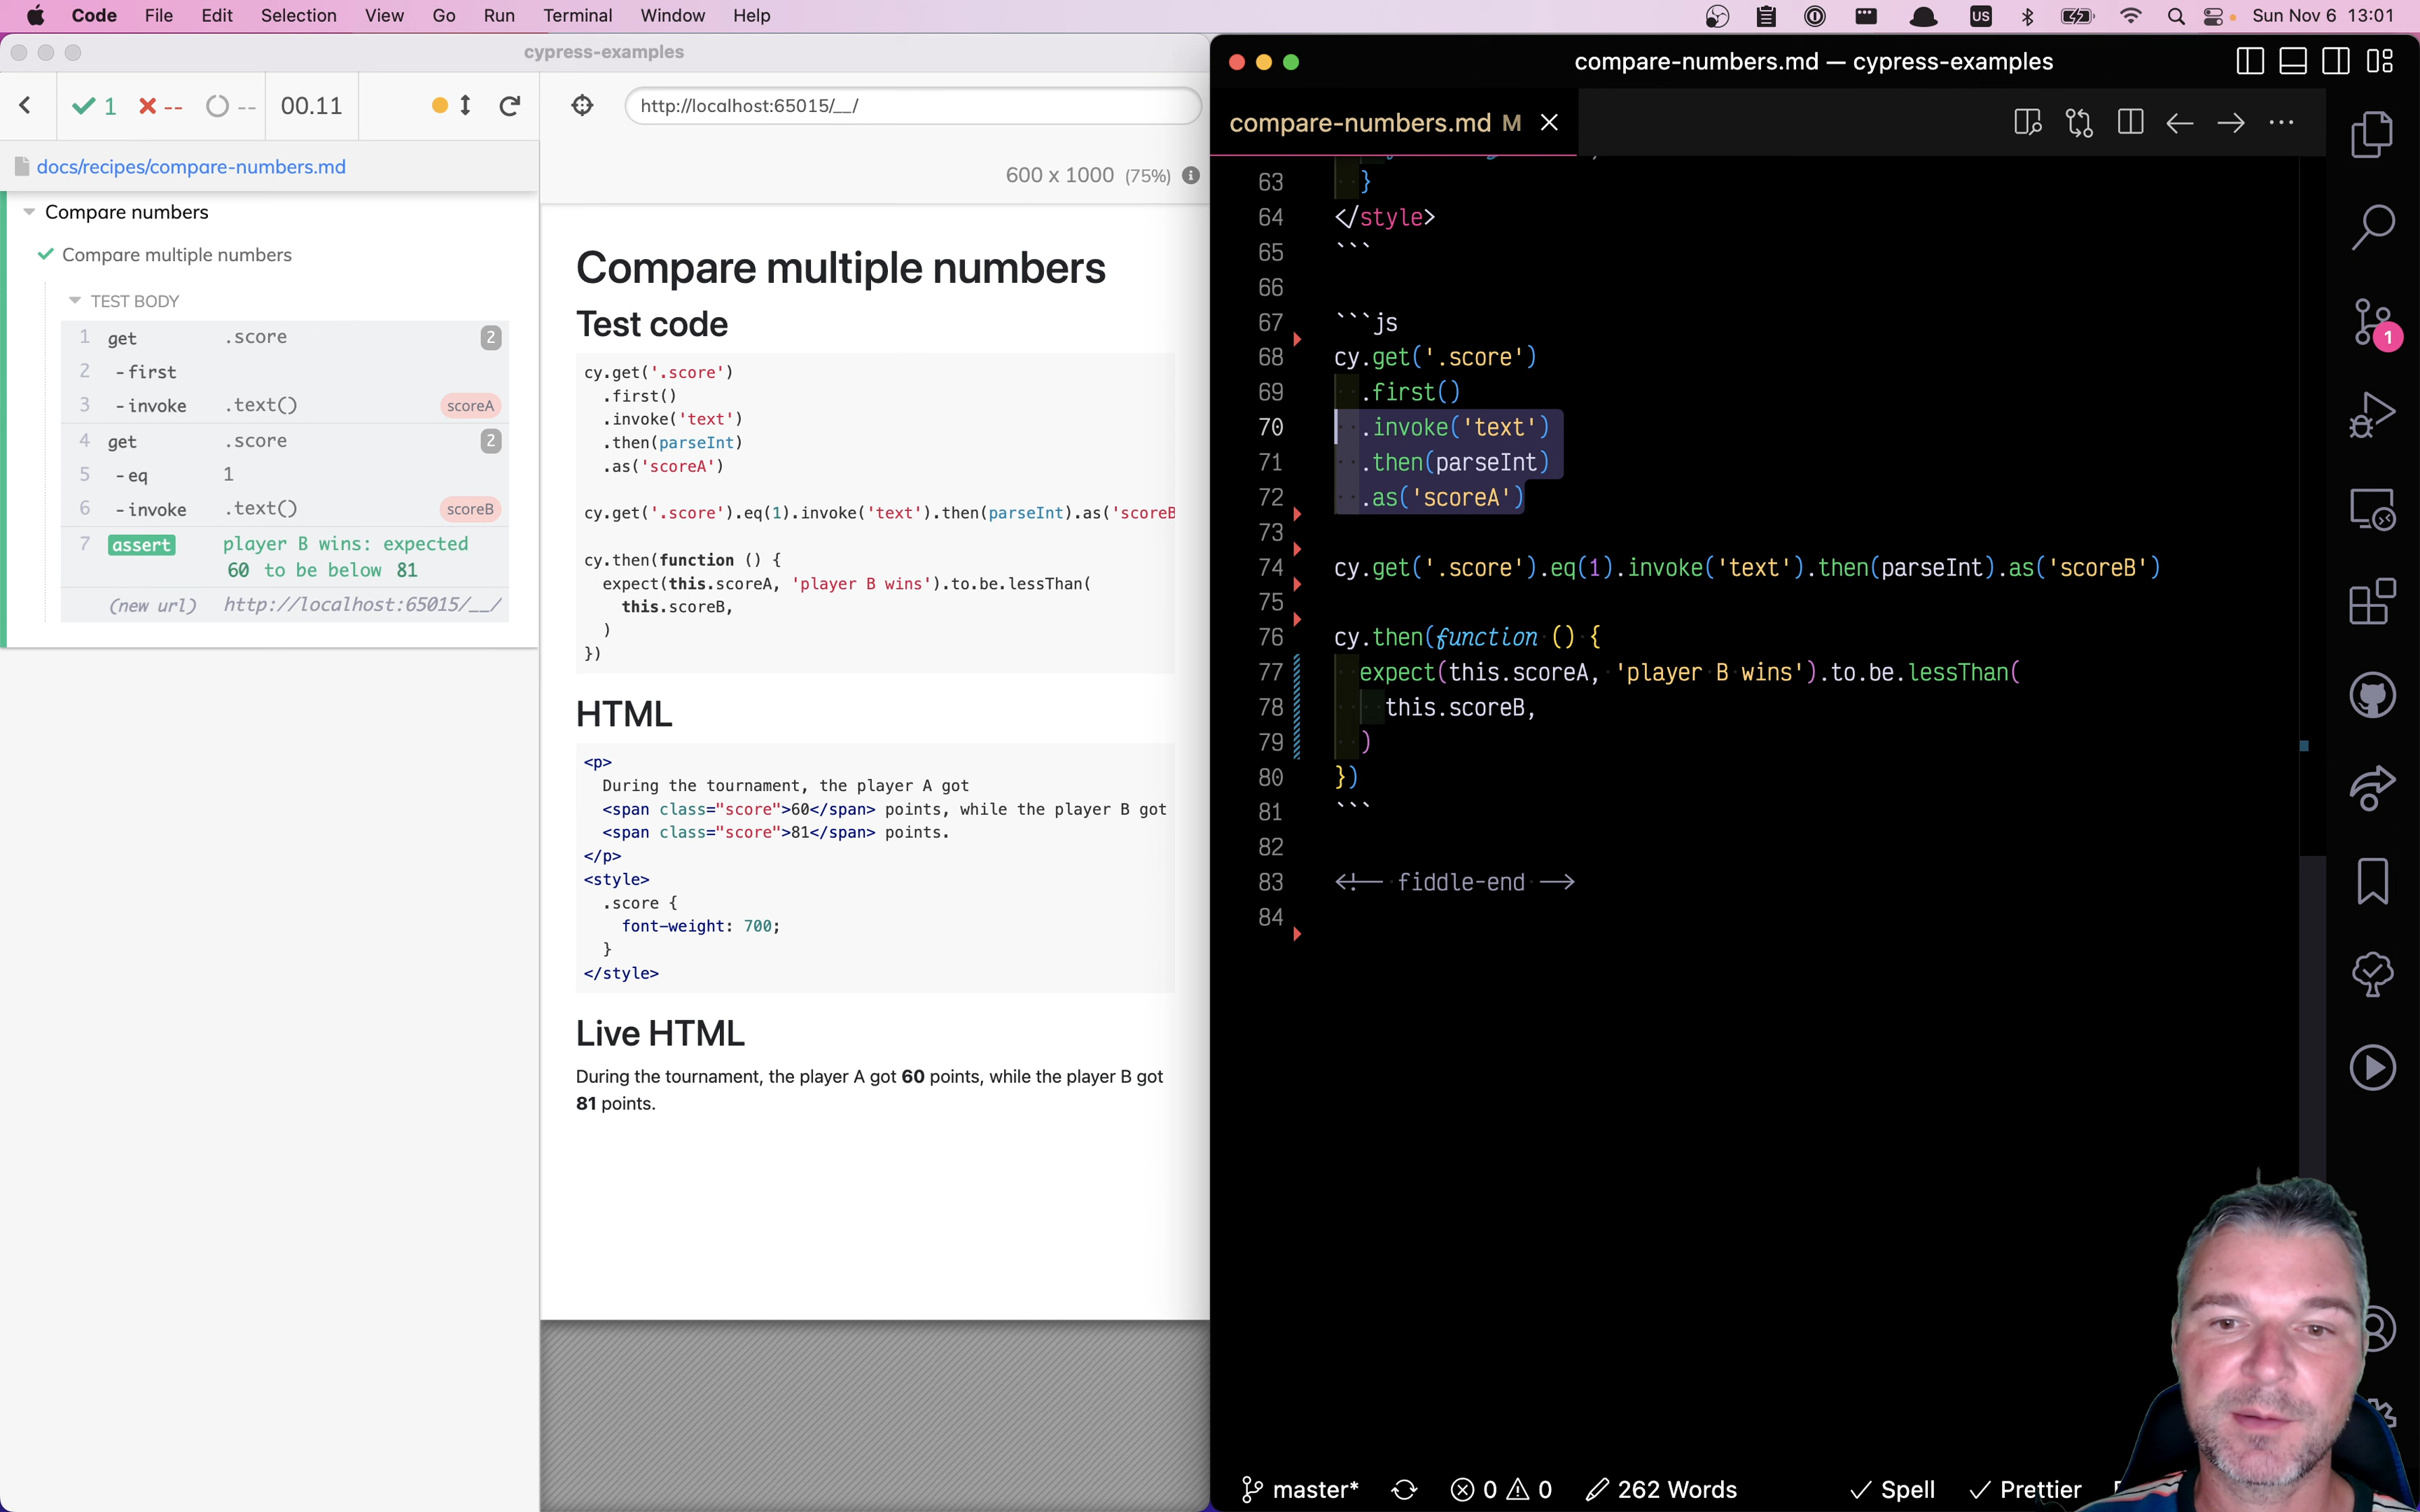 Code File Edit Selection View Go Run Terminal Window Help
US
Sun Nov 6 13:01
cypress-examples
1 -- -- 00.11
http://localhost:65015/__/
docs/recipes/compare-numbers.md
600 x 1000 (75%)
Compare numbers
Compare multiple numbers
TEST BODY
1 get .score 2
2 -first
3 -invoke .text() scoreA
4 get .score 2
5 -eq 1
6 -invoke .text() scoreB
7 assert player B wins: expected
60 to be below 81
(new url) http://localhost:65015/__/
Compare multiple numbers
Test code
cy.get('.score')
.first()
.invoke('text')
.then(parseInt)
.as('scoreA')
cy.get('.score').eq(1).invoke('text').then(parseInt).as('scoreB
cy.then(function () {
expect(this.scoreA, 'player B wins').to.be.lessThan(
this.scoreB,
)
})
HTML
<p>
During the tournament, the player A got
<span class="score">60</span> points, while the player B got
<span class="score">81</span> points.
</p>
<style>
.score {
font-weight: 700;
}
</style>
Live HTML
During the tournament, the player A got 60 points, while the player B got
81 points.
compare-numbers.md — cypress-examples
compare-numbers.md M
63 }
64 </style>
65 ```
66
67 ```js
68 cy.get('.score')
69 .first()
70 .invoke('text')
71 .then(parseInt)
72 .as('scoreA')
73
74 cy.get('.score').eq(1).invoke('text').then(parseInt).as('scoreB')
75
76 cy.then(function () {
77 expect(this.scoreA, 'player B wins').to.be.lessThan(
78 this.scoreB,
79 )
80 })
81 ```
82
83 <!-- fiddle-end -->
84
1
master* 0 0 262 Words Spell Prettier